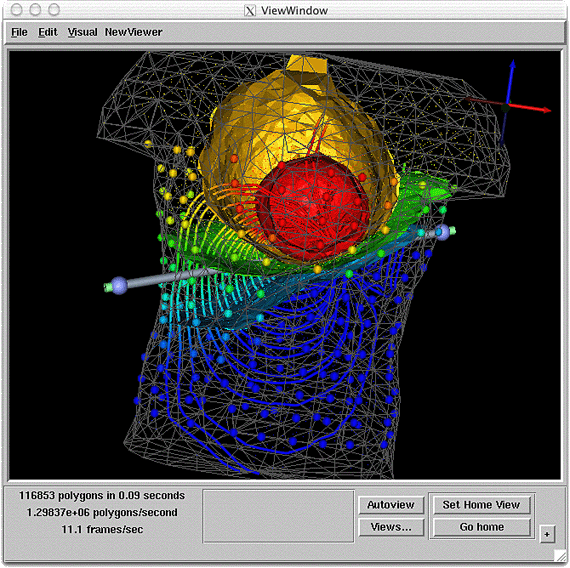 X ViewWindow
File Edit Visual NewViewer
116853 polygons in 0.09 seconds
1.29837e+06 polygons/second
11.1 frames/sec
Autoview
Views...
Set Home View
Go home
+